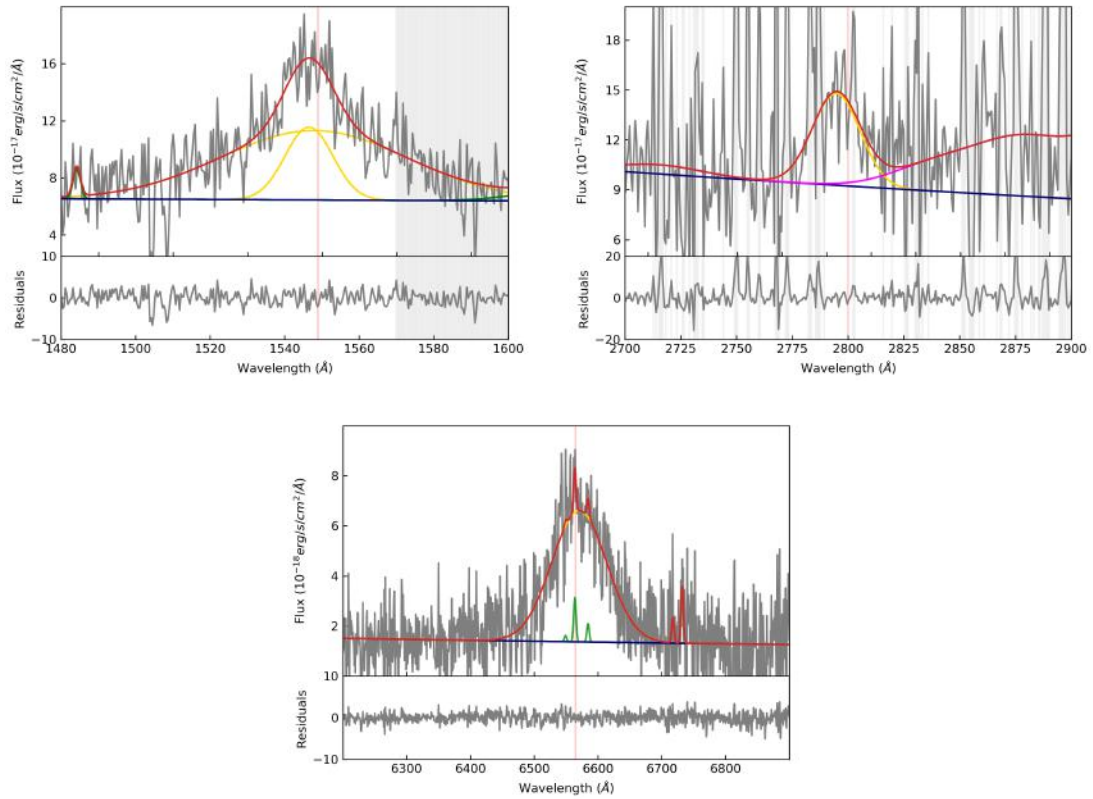 16
12
8
4
Flux (10⁻¹⁷erg/s/cm²/Å)
10
0
−10
Residuals
1480 1500 1520 1540 1560 1580 1600
Wavelength (Å)
18
15
12
9
6
Flux (10⁻¹⁷erg/s/cm²/Å)
20
0
−20
Residuals
2700 2725 2750 2775 2800 2825 2850 2875 2900
Wavelength (Å)
8
6
4
2
Flux (10⁻¹⁸erg/s/cm²/Å)
10
0
−10
Residuals
6300 6400 6500 6600 6700 6800
Wavelength (Å)